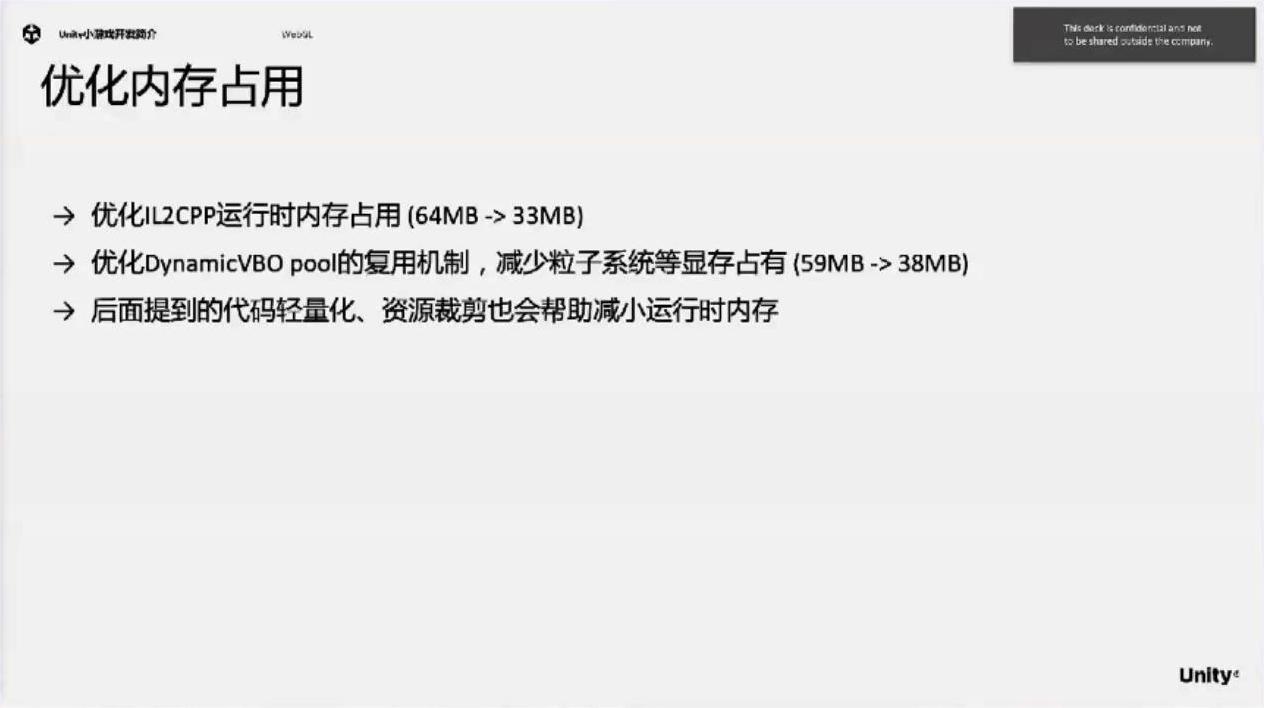 Unity小游戏开发简介
WebGL
This deck is confidential and not
to be shared outside the company.
优化内存占用
→ 优化IL2CPP运行时内存占用 (64MB -> 33MB)
→ 优化DynamicVBO pool的复用机制，减少粒子系统等显存占有 (59MB -> 38MB)
→ 后面提到的代码轻量化、资源裁剪也会帮助减小运行时内存
Unity